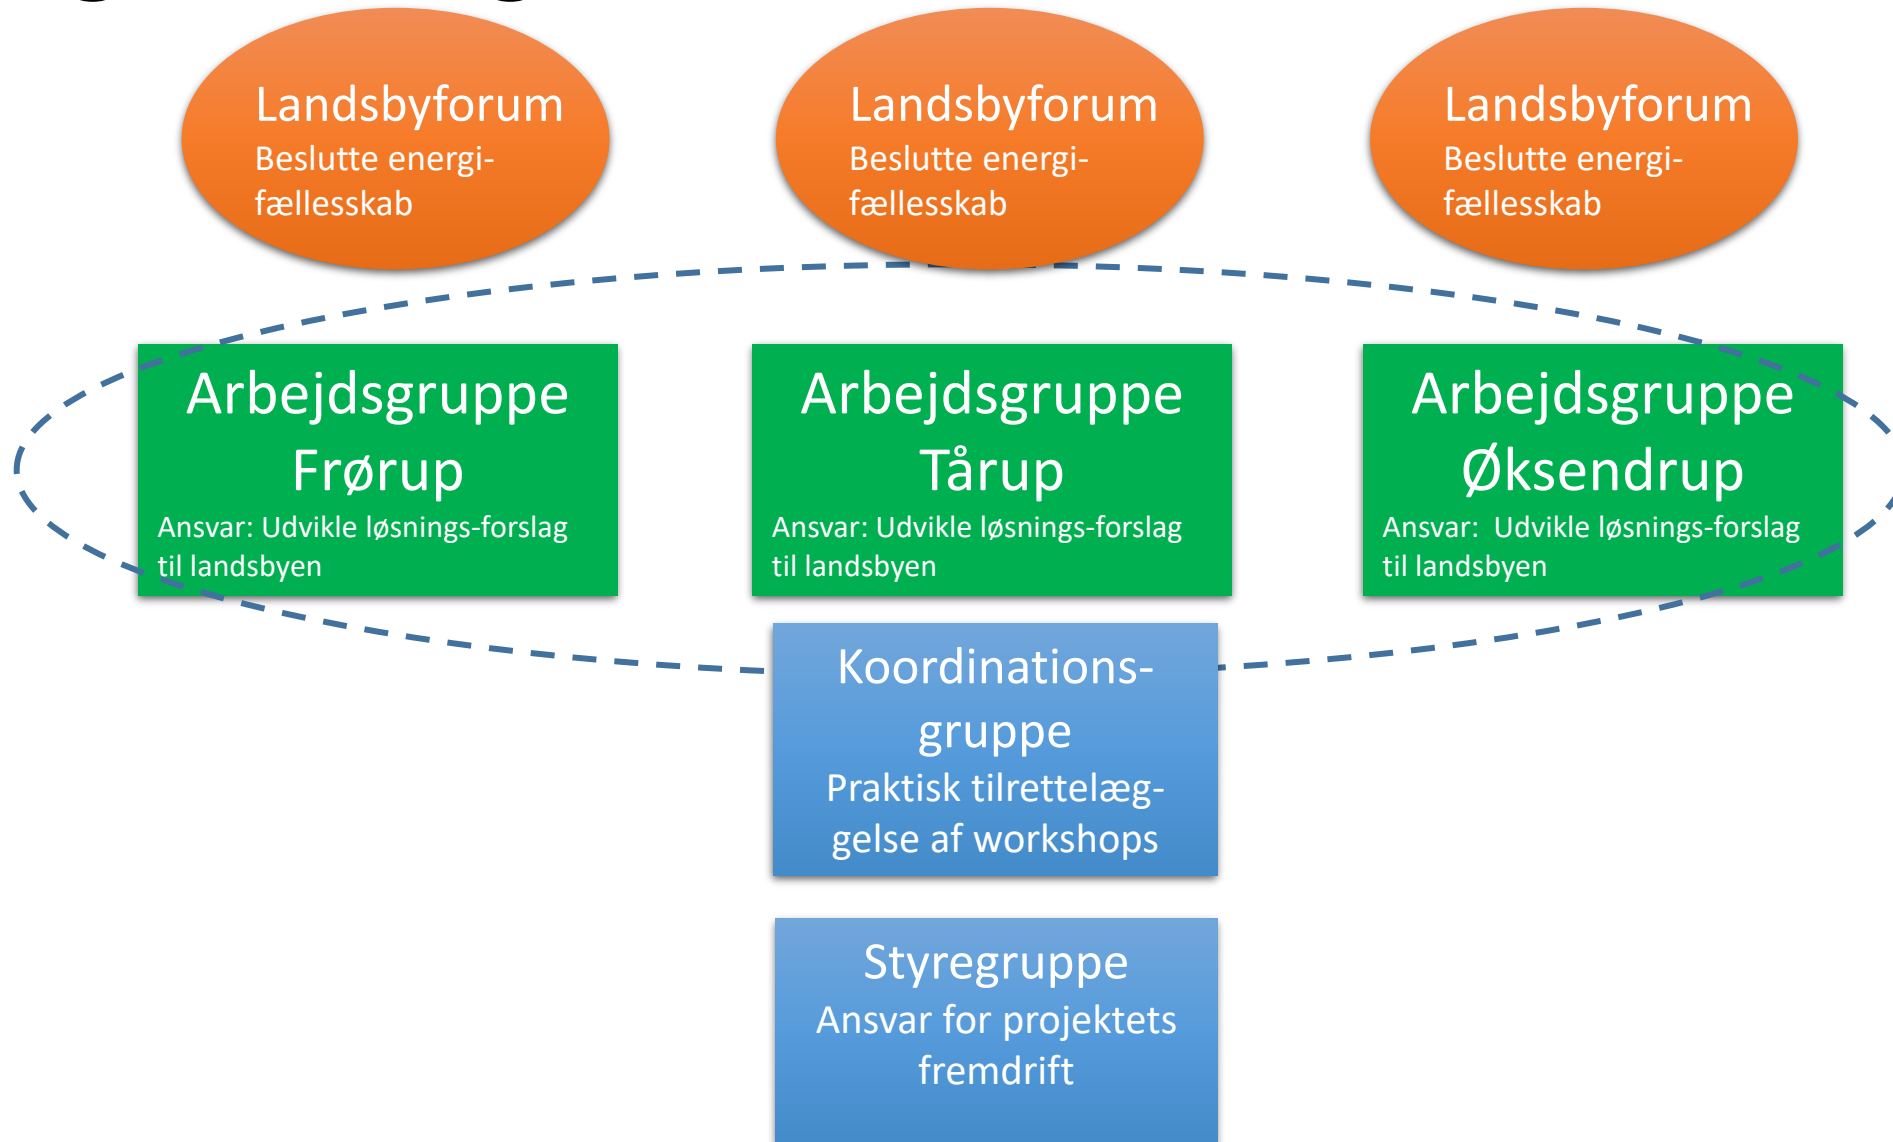 Landsbyforum
Beslutte energi-
fællesskab
Landsbyforum
Beslutte energi-
fællesskab
Landsbyforum
Beslutte energi-
fællesskab
Arbejdsgruppe
Frørup
Ansvar: Udvikle løsnings-forslag
til landsbyen
Arbejdsgruppe
Tårup
Ansvar: Udvikle løsnings-forslag
til landsbyen
Arbejdsgruppe
Øksendrup
Ansvar:  Udvikle løsnings-forslag
til landsbyen
Koordinations-
gruppe
Praktisk tilrettelæg-
gelse af workshops
Styregruppe
Ansvar for projektets
fremdrift